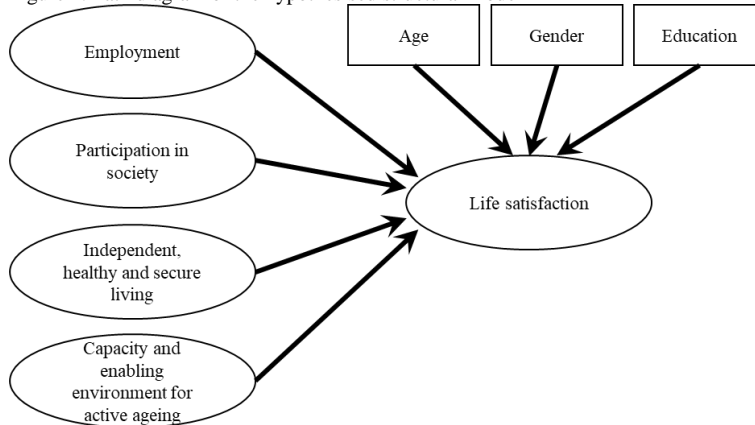 Employment
Age
Gender
Education
Participation in
society
Life satisfaction
Independent,
healthy and secure
living
Capacity and
enabling
environment for
active ageing